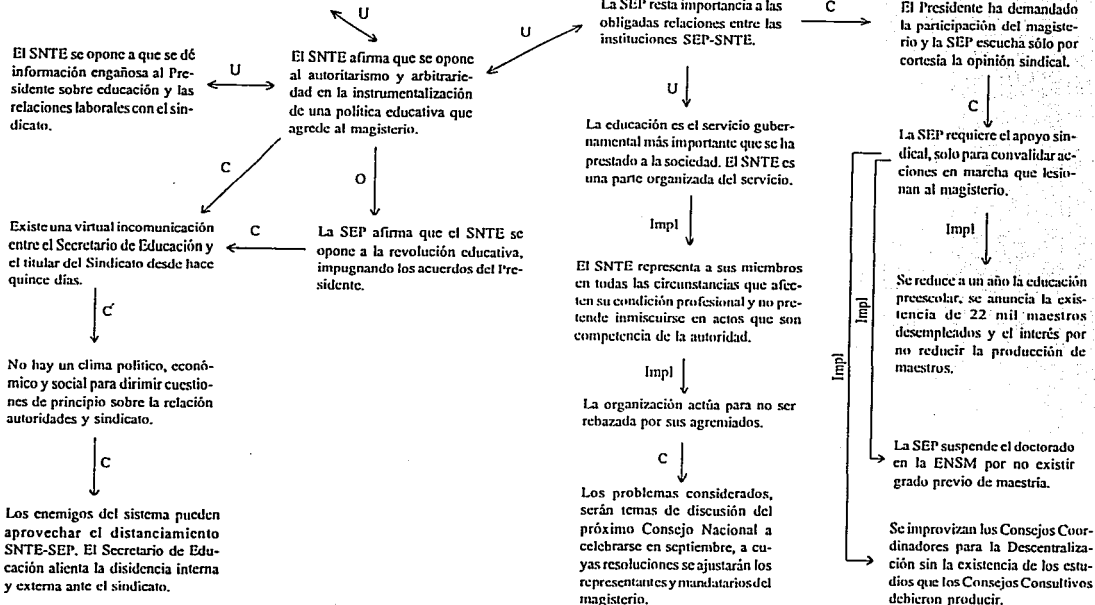 U
El SNTE se opone a que se dé
información engañosa al Pre-
sidente sobre educación y las
relaciones laborales con el sin-
dicato.
U
El SNTE afirma que se opone
al autoritarismo y arbitrarie-
dad en la instrumentalización
de una política educativa que
agrede al magisterio.
U
C
O
Existe una virtual incomunicación
entre el Secretario de Educación y
el titular del Sindicato desde hace
quince días.
C
La SEP afirma que el SNTE se
opone a la revolución educativa,
impugnando los acuerdos del Pre-
sidente.
C
No hay un clima político, econó-
mico y social para dirimir cuestio-
nes de principio sobre la relación
autoridades y sindicato.
C
Los enemigos del sistema pueden
aprovechar el distanciamiento
SNTE-SEP. El Secretario de Edu-
cación alienta la disidencia interna
y externa ante el sindicato.
La SEP resta importancia a las
obligadas relaciones entre las
instituciones SEP-SNTE.
C
U
La educación es el servicio guber-
namental más importante que se ha
prestado a la sociedad. El SNTE es
una parte organizada del servicio.
Impl
El SNTE representa a sus miembros
en todas las circunstancias que afec-
ten su condición profesional y no pre-
tende inmiscuirse en actos que son
competencia de la autoridad.
Impl
La organización actúa para no ser
rebazada por sus agremiados.
C
Los problemas considerados,
serán temas de discusión del
próximo Consejo Nacional a
celebrarse en septiembre, a cu-
yas resoluciones se ajustarán los
representantes y mandatarios del
magisterio.
El Presidente ha demandado
la participación del magiste-
rio y la SEP escucha sólo por
cortesía la opinión sindical.
C
La SEP requiere el apoyo sin-
dical, solo para convalidar ac-
ciones en marcha que lesio-
nan al magisterio.
Impl
Se reduce a un año la educación
preescolar, se anuncia la exis-
tencia de 22 mil maestros
desempleados y el interés por
no reducir la producción de
maestros.
Impl
La SEP suspende el doctorado
en la ENSM por no existir
grado previo de maestría.
Impl
Se improvizan los Consejos Coor-
dinadores para la Descentraliza-
ción sin la existencia de los estu-
dios que los Consejos Consultivos
debieron producir.